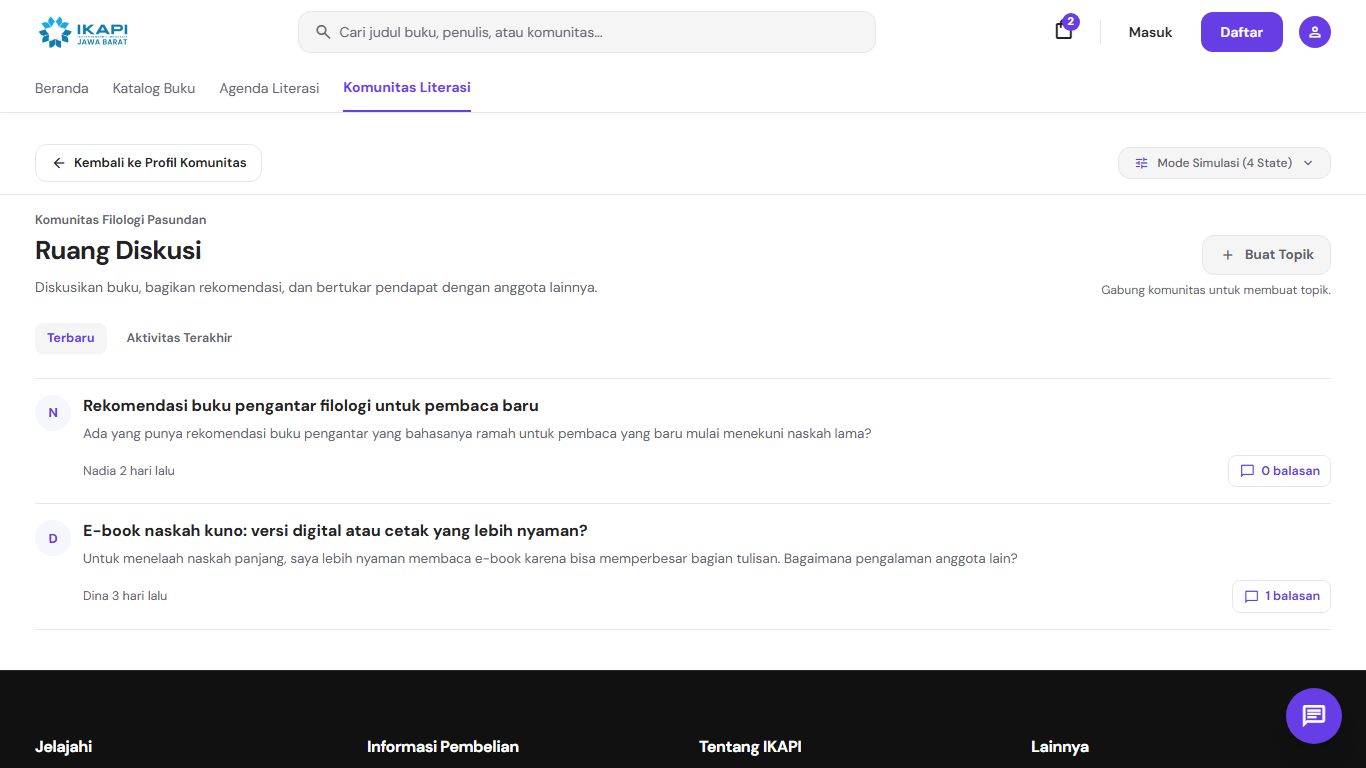 IKAPI
JAWA BARAT
Cari judul buku, penulis, atau komunitas...
2
Masuk
Daftar
Beranda
Katalog Buku
Agenda Literasi
Komunitas Literasi
Kembali ke Profil Komunitas
Mode Simulasi (4 State)
Komunitas Filologi Pasundan
Ruang Diskusi
Buat Topik
Diskusikan buku, bagikan rekomendasi, dan bertukar pendapat dengan anggota lainnya.
Gabung komunitas untuk membuat topik.
Terbaru
Aktivitas Terakhir
N
Rekomendasi buku pengantar filologi untuk pembaca baru
Ada yang punya rekomendasi buku pengantar yang bahasanya ramah untuk pembaca yang baru mulai menekuni naskah lama?
Nadia 2 hari lalu
0 balasan
D
E-book naskah kuno: versi digital atau cetak yang lebih nyaman?
Untuk menelaah naskah panjang, saya lebih nyaman membaca e-book karena bisa memperbesar bagian tulisan. Bagaimana pengalaman anggota lain?
Dina 3 hari lalu
1 balasan
Jelajahi
Informasi Pembelian
Tentang IKAPI
Lainnya